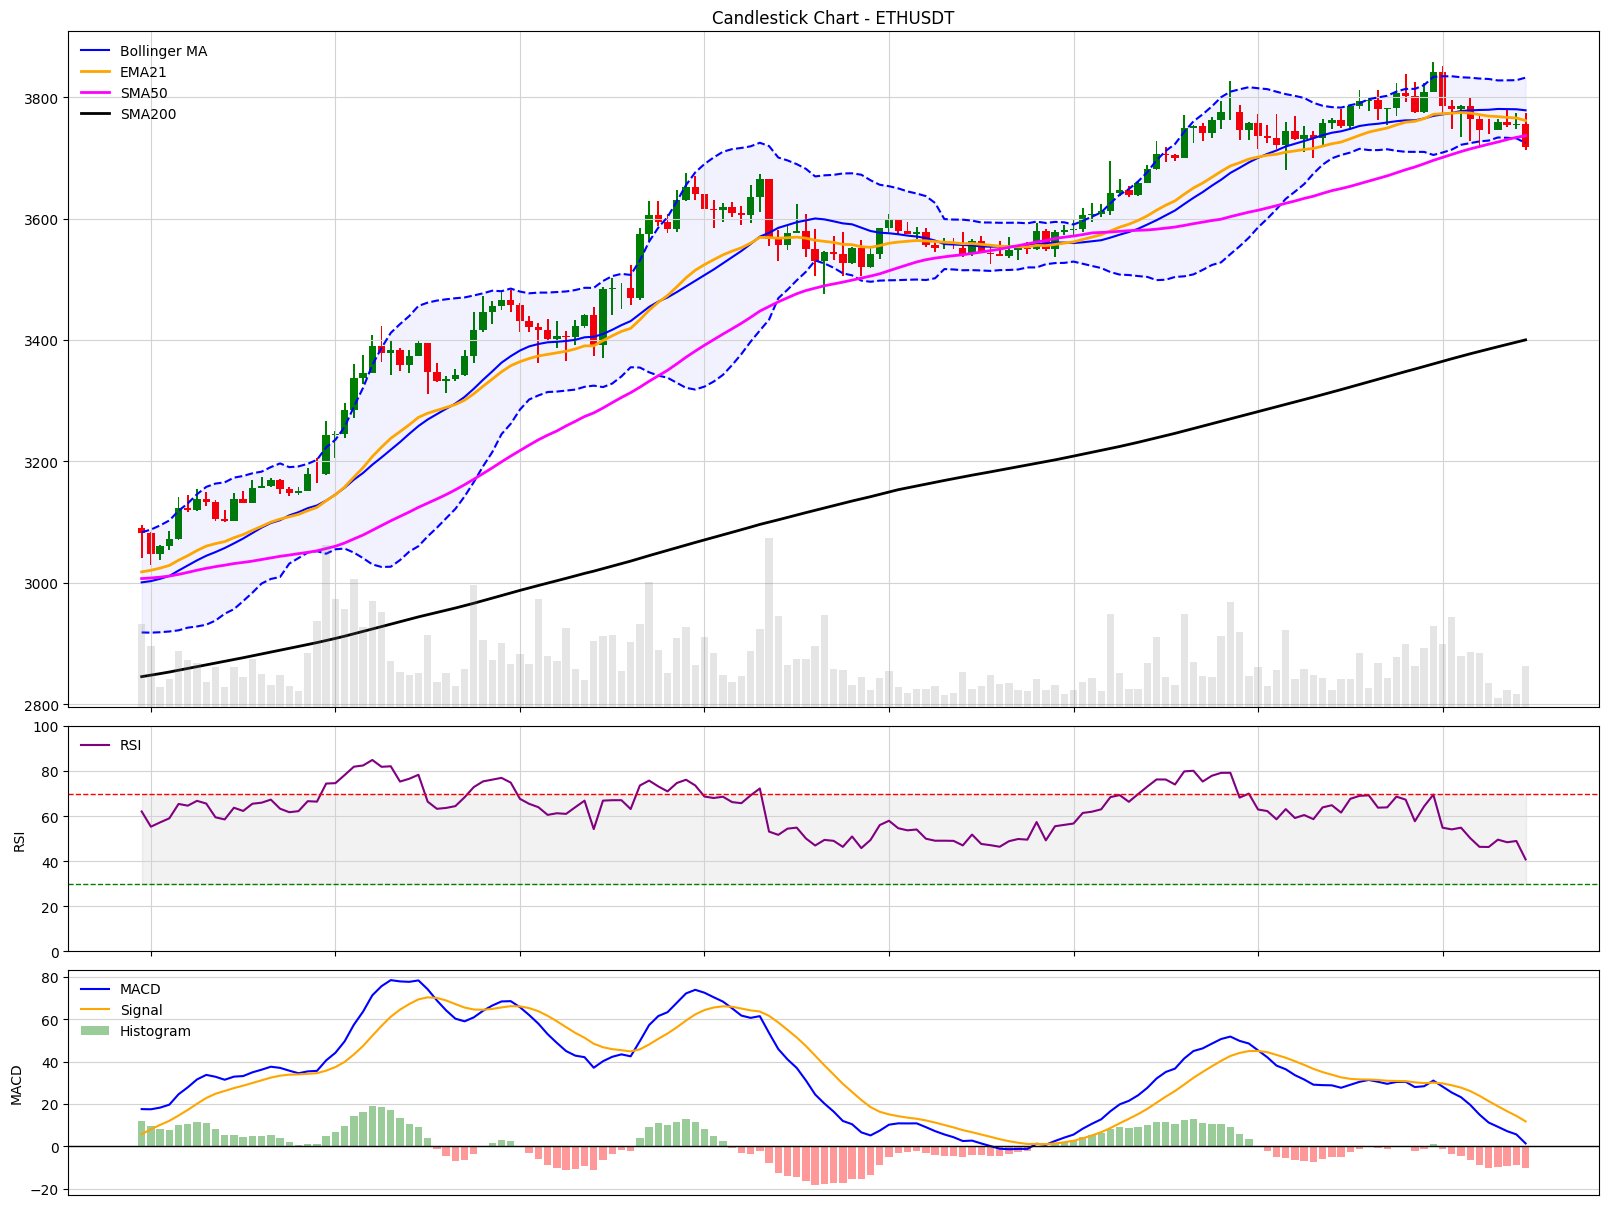 Candlestick Chart - ETHUSDT
Bollinger MA
EMA21
SMA50
SMA200
3800
3600
3400
3200
3000
2800
RSI
RSI
100
80
60
40
20
0
MACD
Signal
Histogram
MACD
80
60
40
20
0
−20